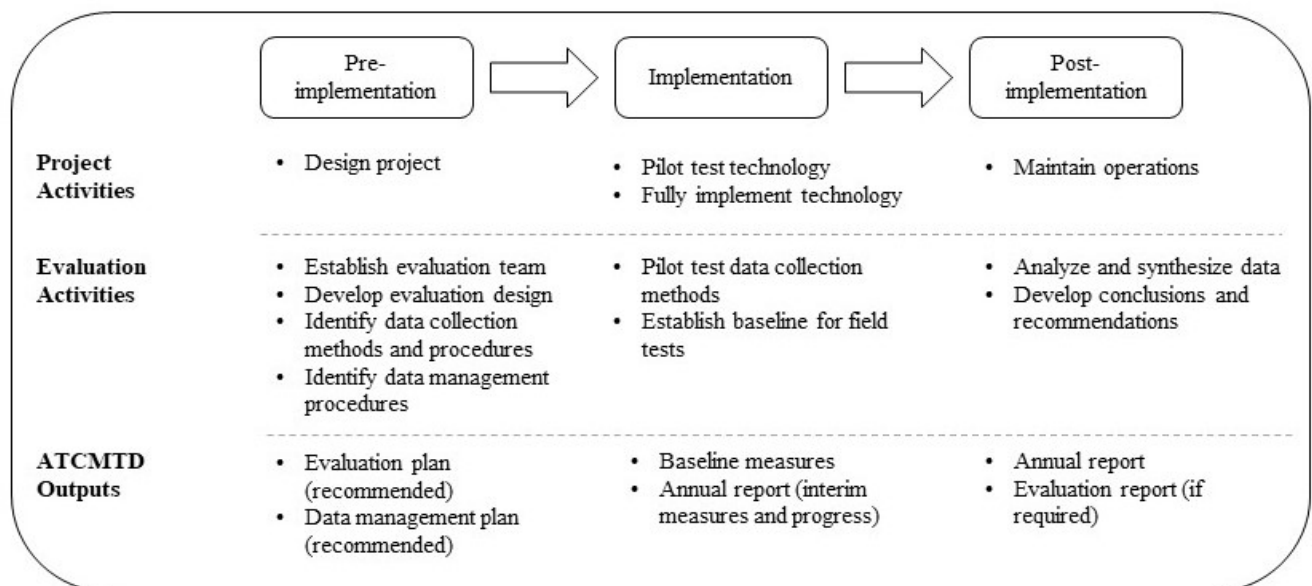 Pre-
implementation
Implementation
Post-
implementation
Project
Activities
• Design project
• Pilot test technology
• Fully implement technology
• Maintain operations
Evaluation
Activities
• Establish evaluation team
• Develop evaluation design
• Identify data collection
methods and procedures
• Identify data management
procedures
• Pilot test data collection
methods
• Establish baseline for field
tests
• Analyze and synthesize data
• Develop conclusions and
recommendations
ATCMTD
Outputs
• Evaluation plan
(recommended)
• Data management plan
(recommended)
• Baseline measures
• Annual report (interim
measures and progress)
• Annual report
• Evaluation report (if
required)